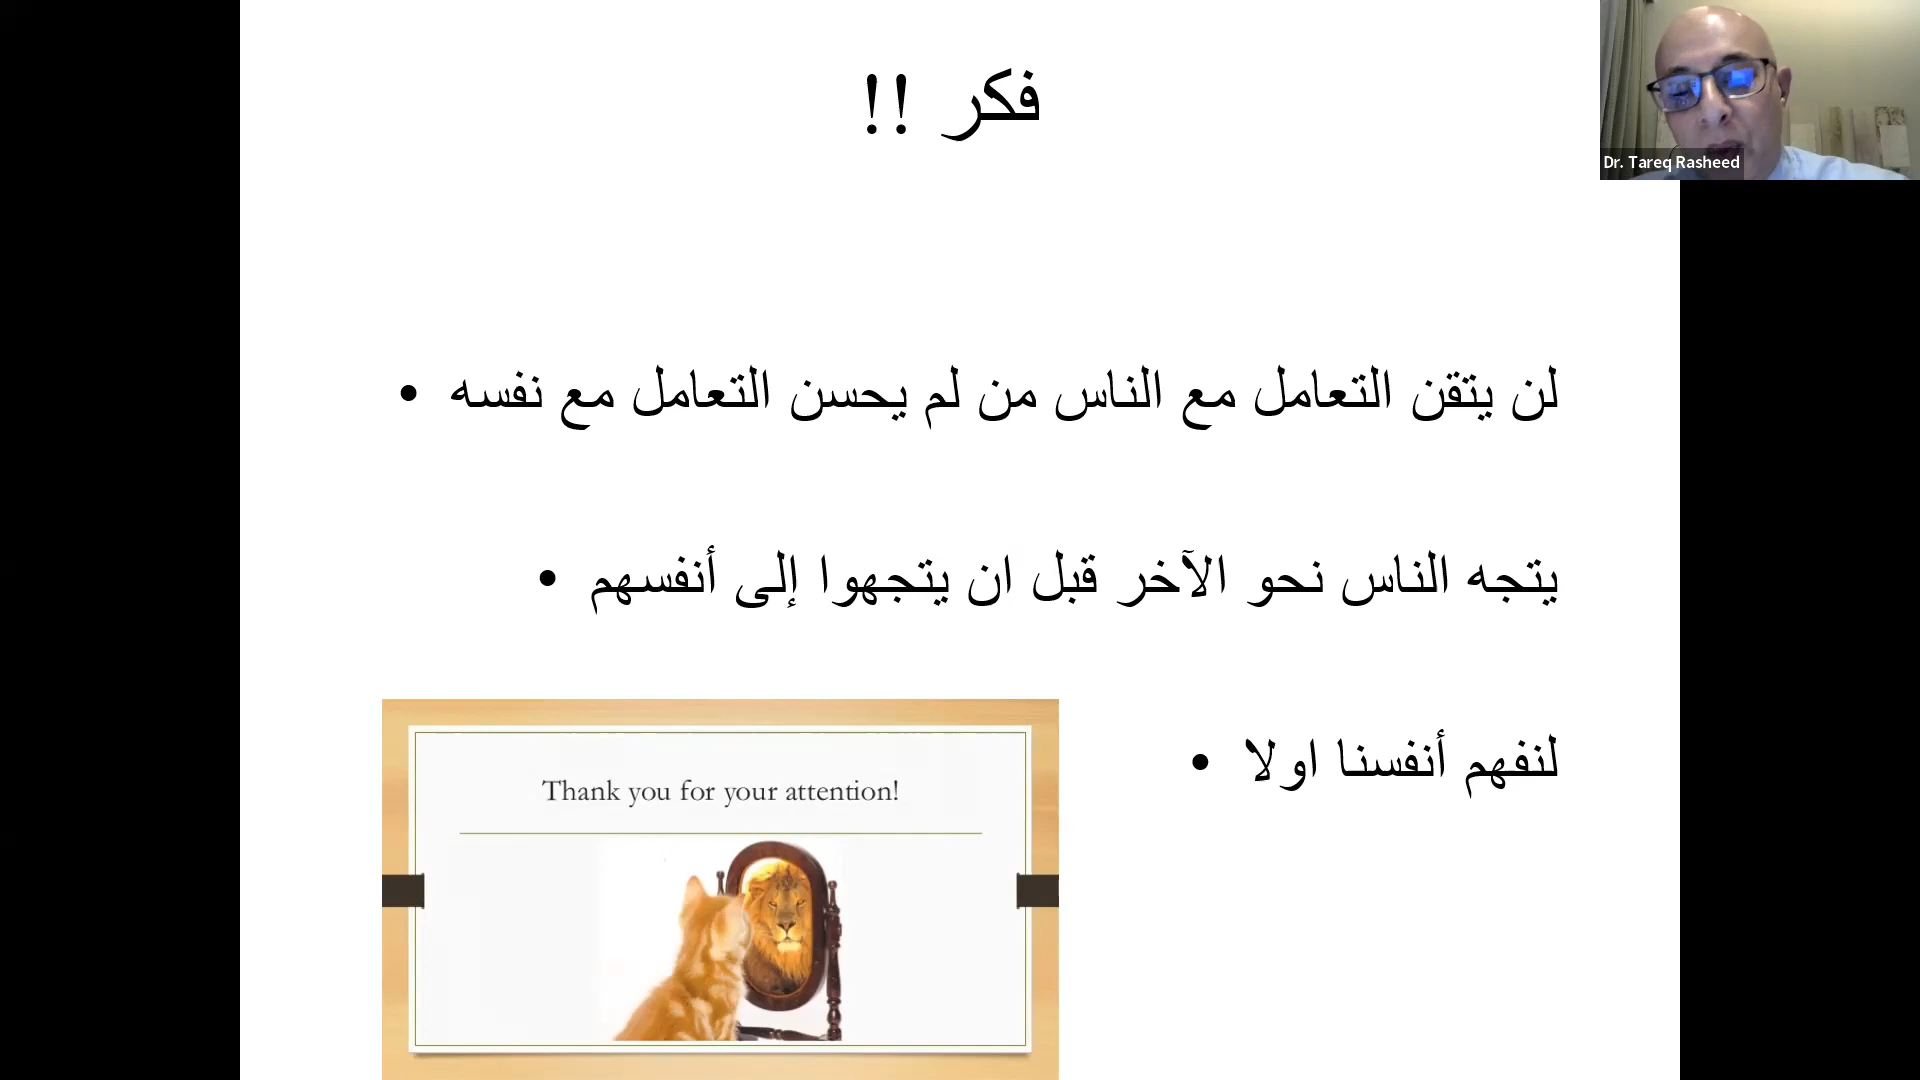 فكر !!
Dr. Tareq Rasheed
لن يتقن التعامل مع الناس من لم يحسن التعامل مع نفسه •
يتجه الناس نحو الآخر قبل ان يتجهوا إلى أنفسهم •
لنفهم أنفسنا اولا •
Thank you for your attention!